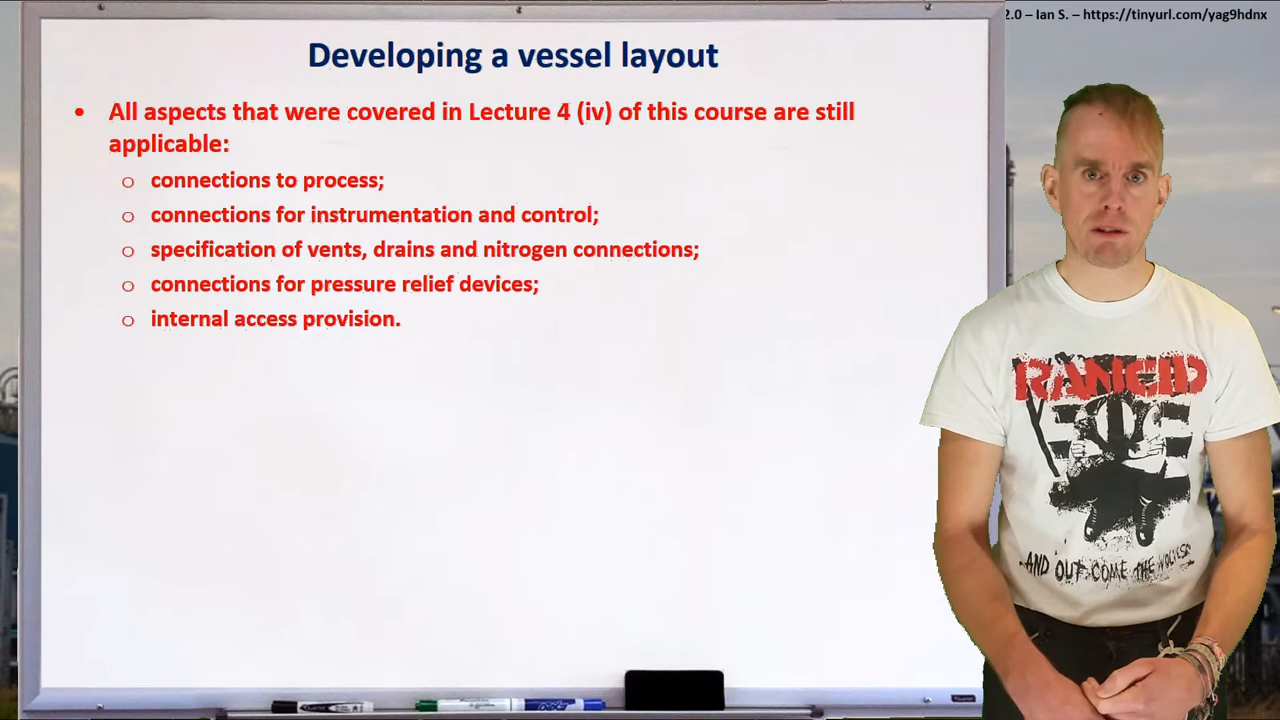 2.0 – Ian S. – https://tinyurl.com/yag9hdnx
Developing a vessel layout
• All aspects that were covered in Lecture 4 (iv) of this course are still
applicable:
o connections to process;
o connections for instrumentation and control;
o specification of vents, drains and nitrogen connections;
o connections for pressure relief devices;
o internal access provision.
RANCID
...AND OUT COME THE WOLVES